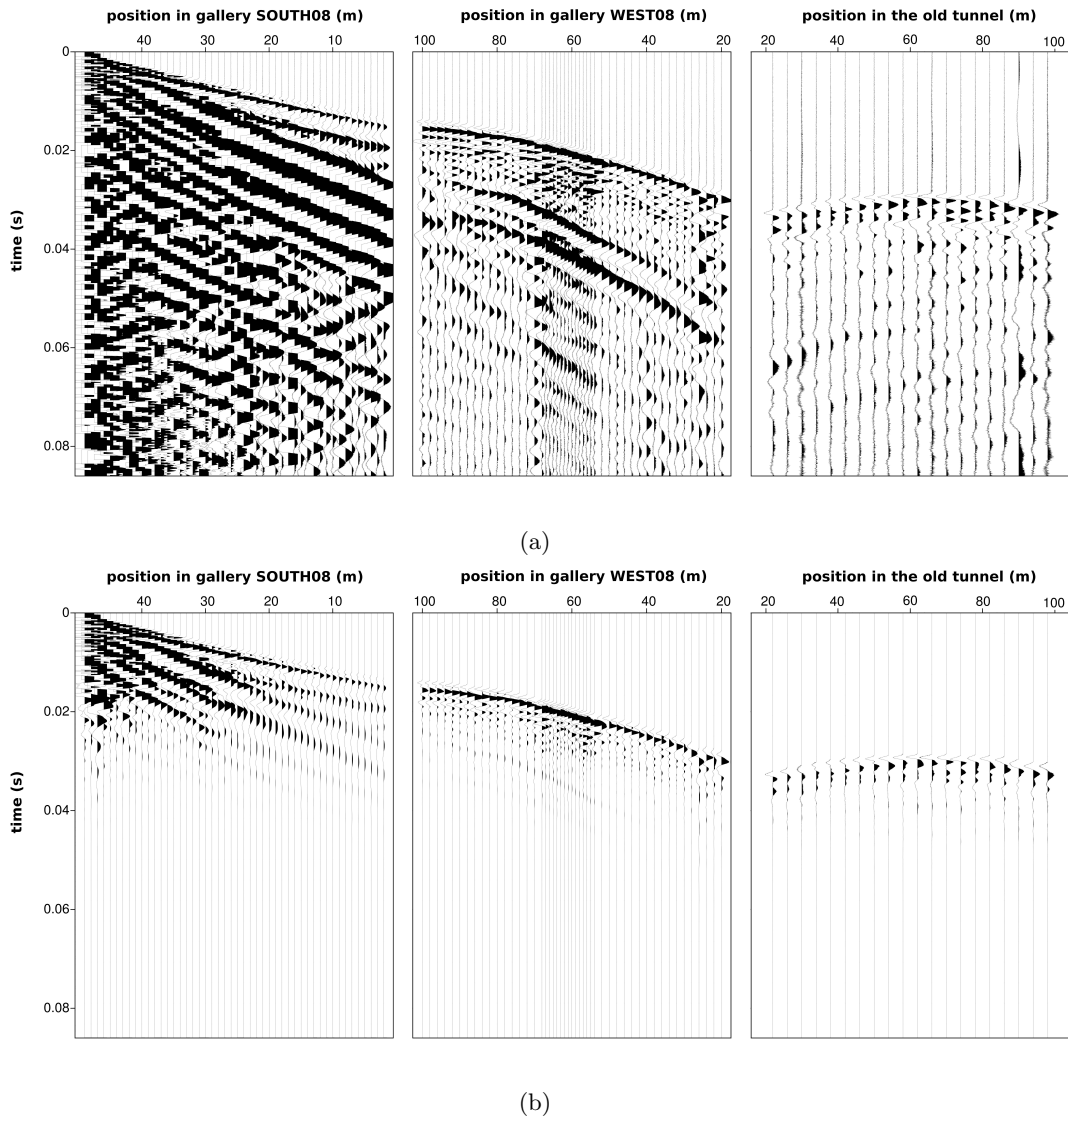 position in gallery SOUTH08 (m) position in gallery WEST08 (m) position in the old tunnel (m)
40 30 20 10 100 80 60 40 20 20 40 60 80 100
0
0.02
0.04
time (s)
0.06
0.08
(a)
position in gallery SOUTH08 (m) position in gallery WEST08 (m) position in the old tunnel (m)
40 30 20 10 100 80 60 40 20 20 40 60 80 100
0
0.02
0.04
time (s)
0.06
0.08
(b)